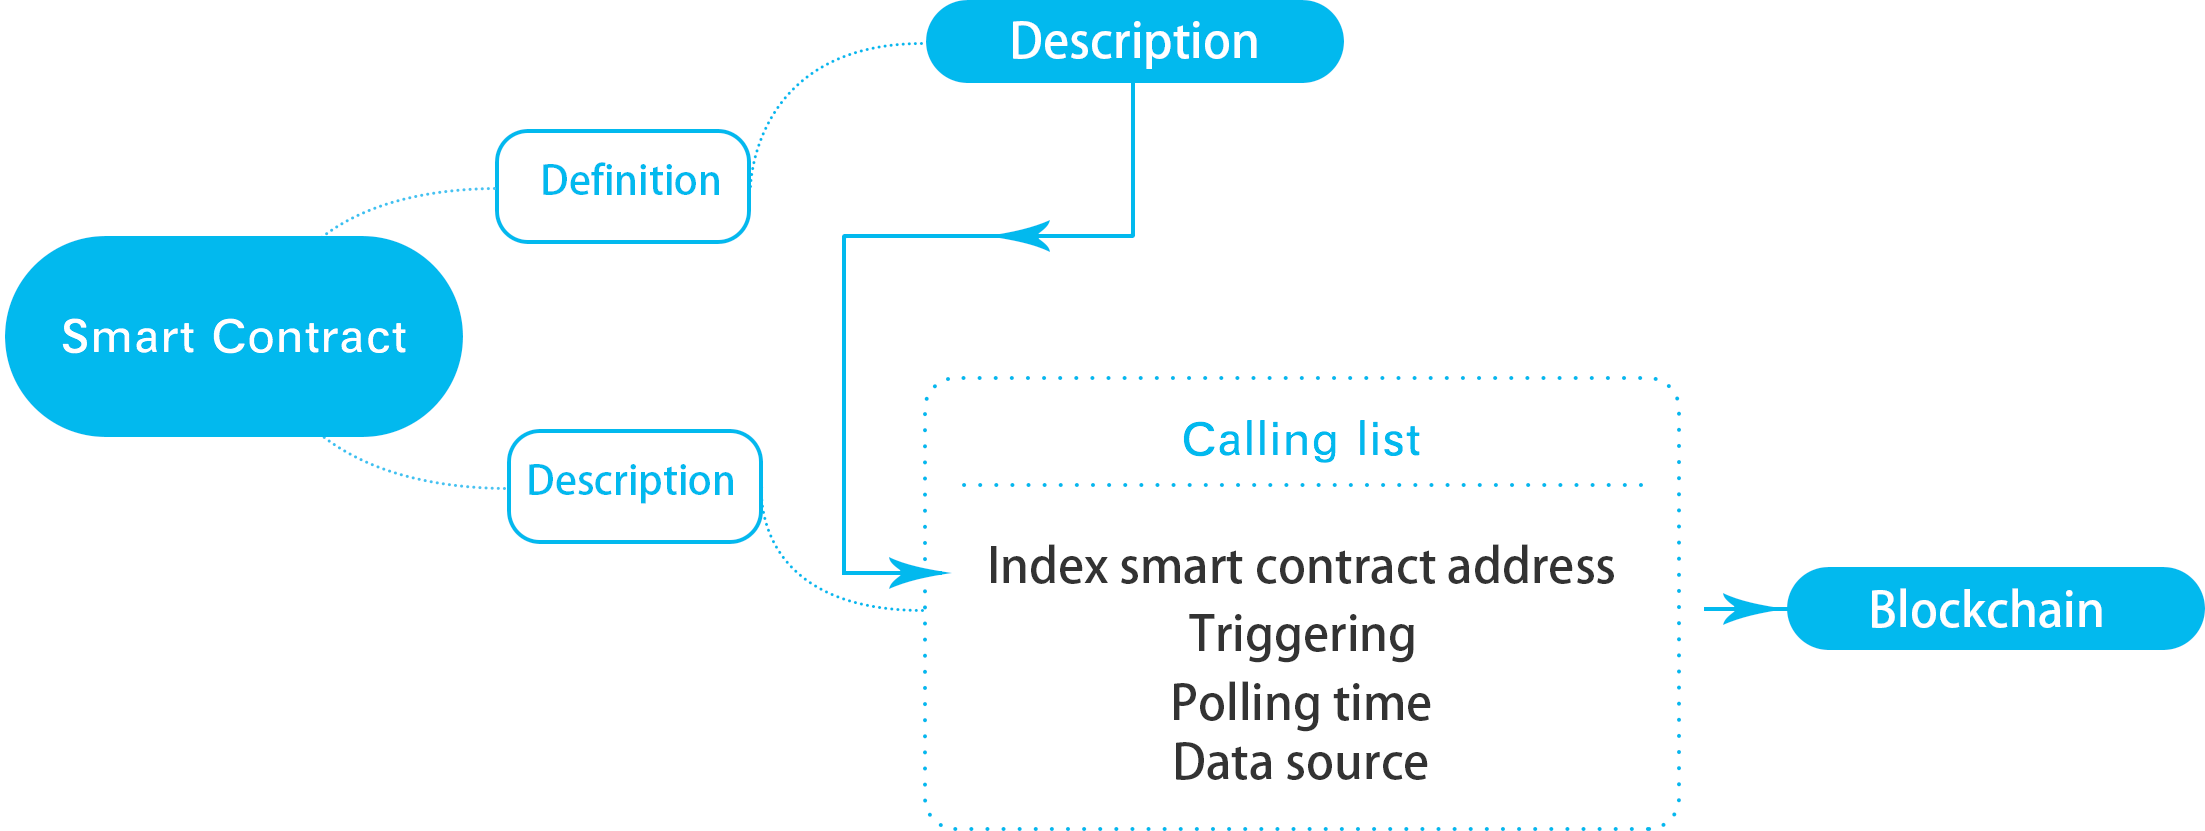 Description
Definition
Smart Contract
Description
Calling list
Index smart contract address
Triggering
Polling time
Data source
Blockchain